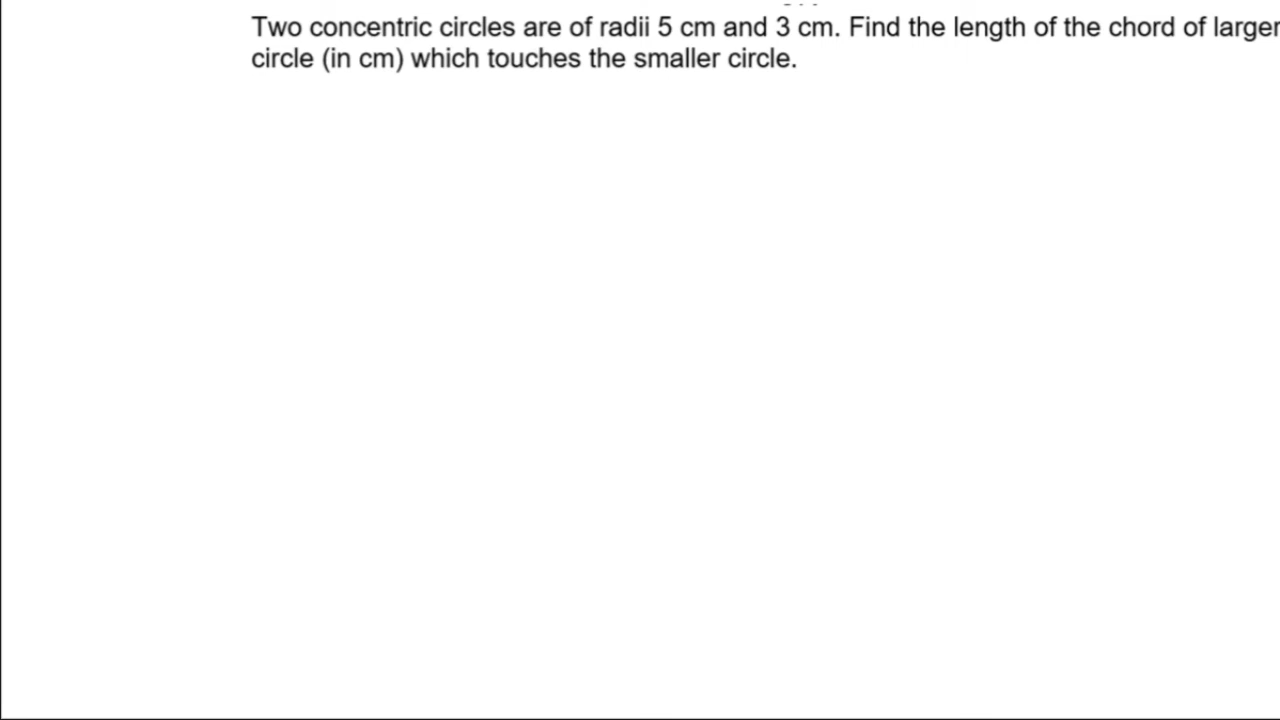 Two concentric circles are of radii 5 cm and 3 cm. Find the length of the chord of larger
circle (in cm) which touches the smaller circle.